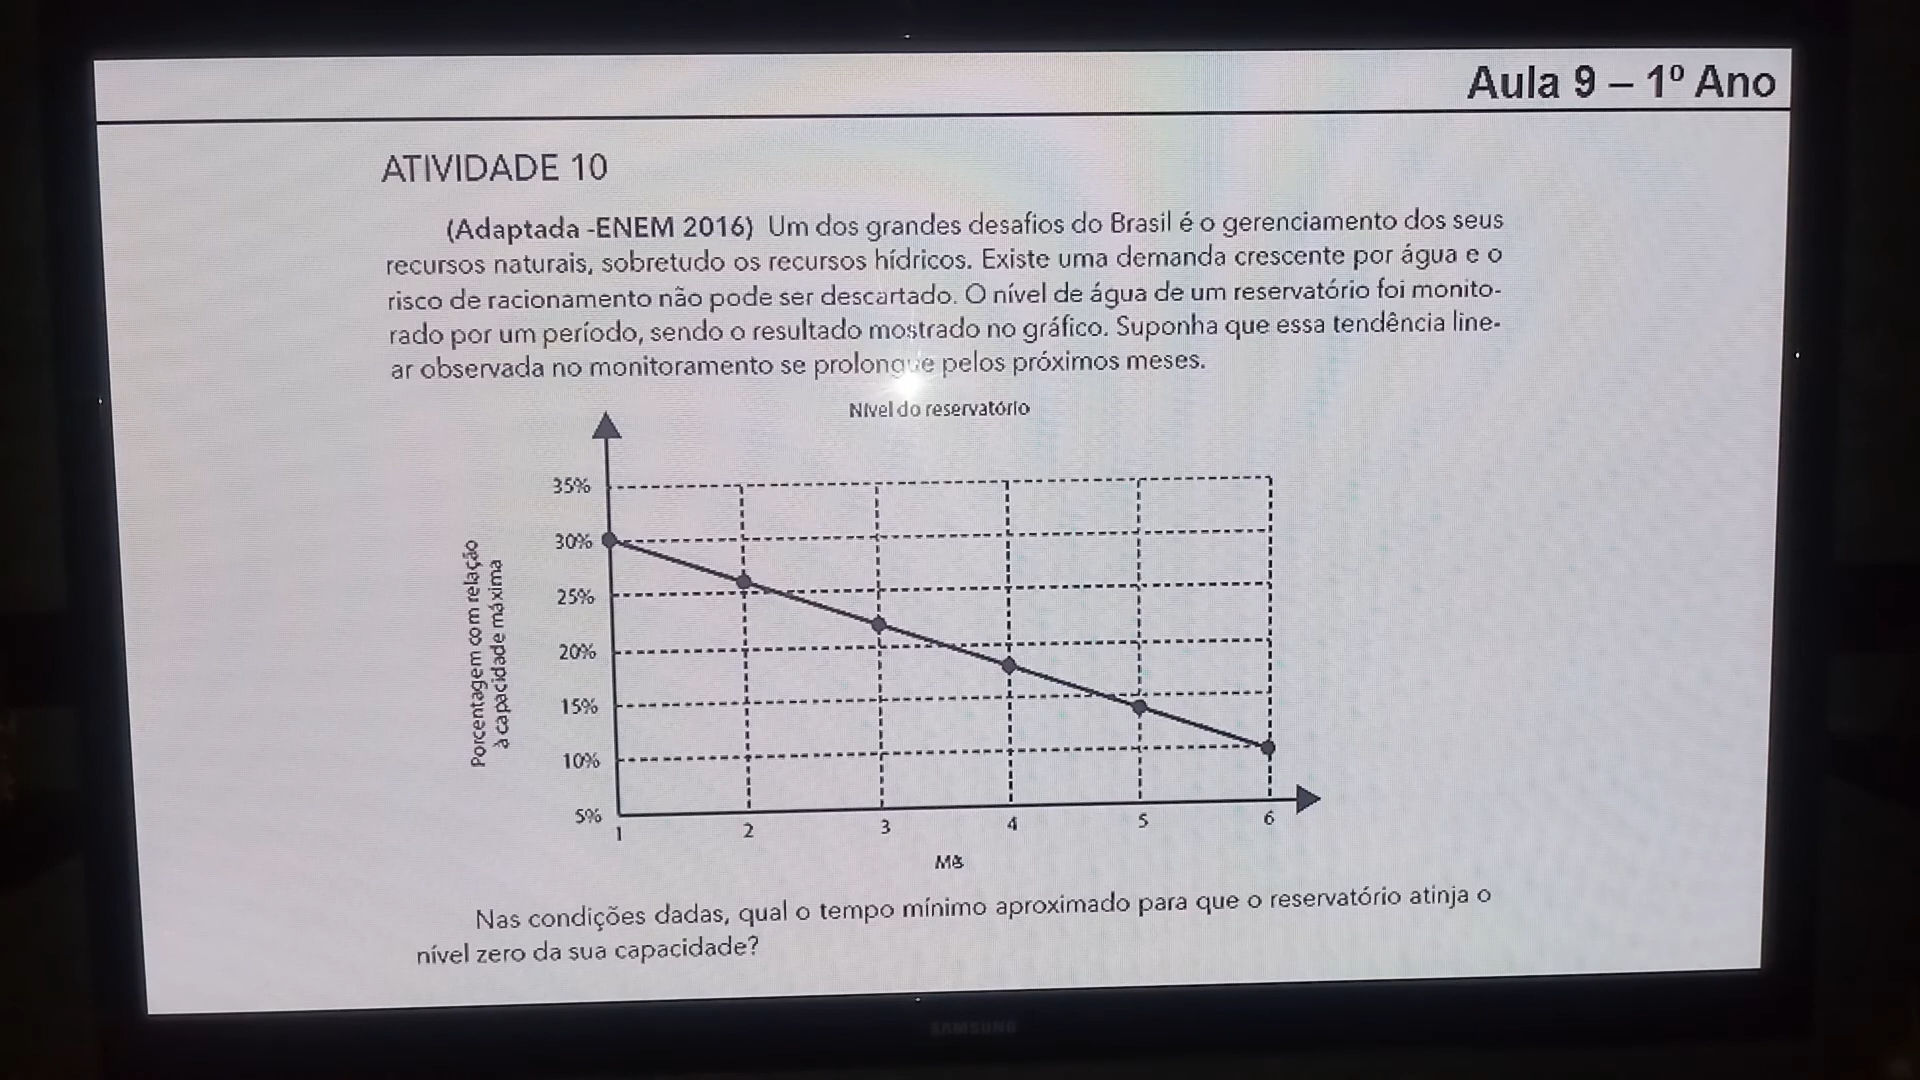 Aula 9 – 1º Ano
ATIVIDADE 10
(Adaptada -ENEM 2016) Um dos grandes desafios do Brasil é o gerenciamento dos seus
recursos naturais, sobretudo os recursos hídricos. Existe uma demanda crescente por água e o
risco de racionamento não pode ser descartado. O nível de água de um reservatório foi monito-
rado por um período, sendo o resultado mostrado no gráfico. Suponha que essa tendência line-
ar observada no monitoramento se prolongue pelos próximos meses.
Nível do reservatório
Porcentagem com relação
à capacidade máxima
35%
30%
25%
20%
15%
10%
5%
1 2 3 4 5 6
Nas condições dadas, qual o tempo mínimo aproximado para que o reservatório atinja o
nível zero da sua capacidade?
SAMSUNG